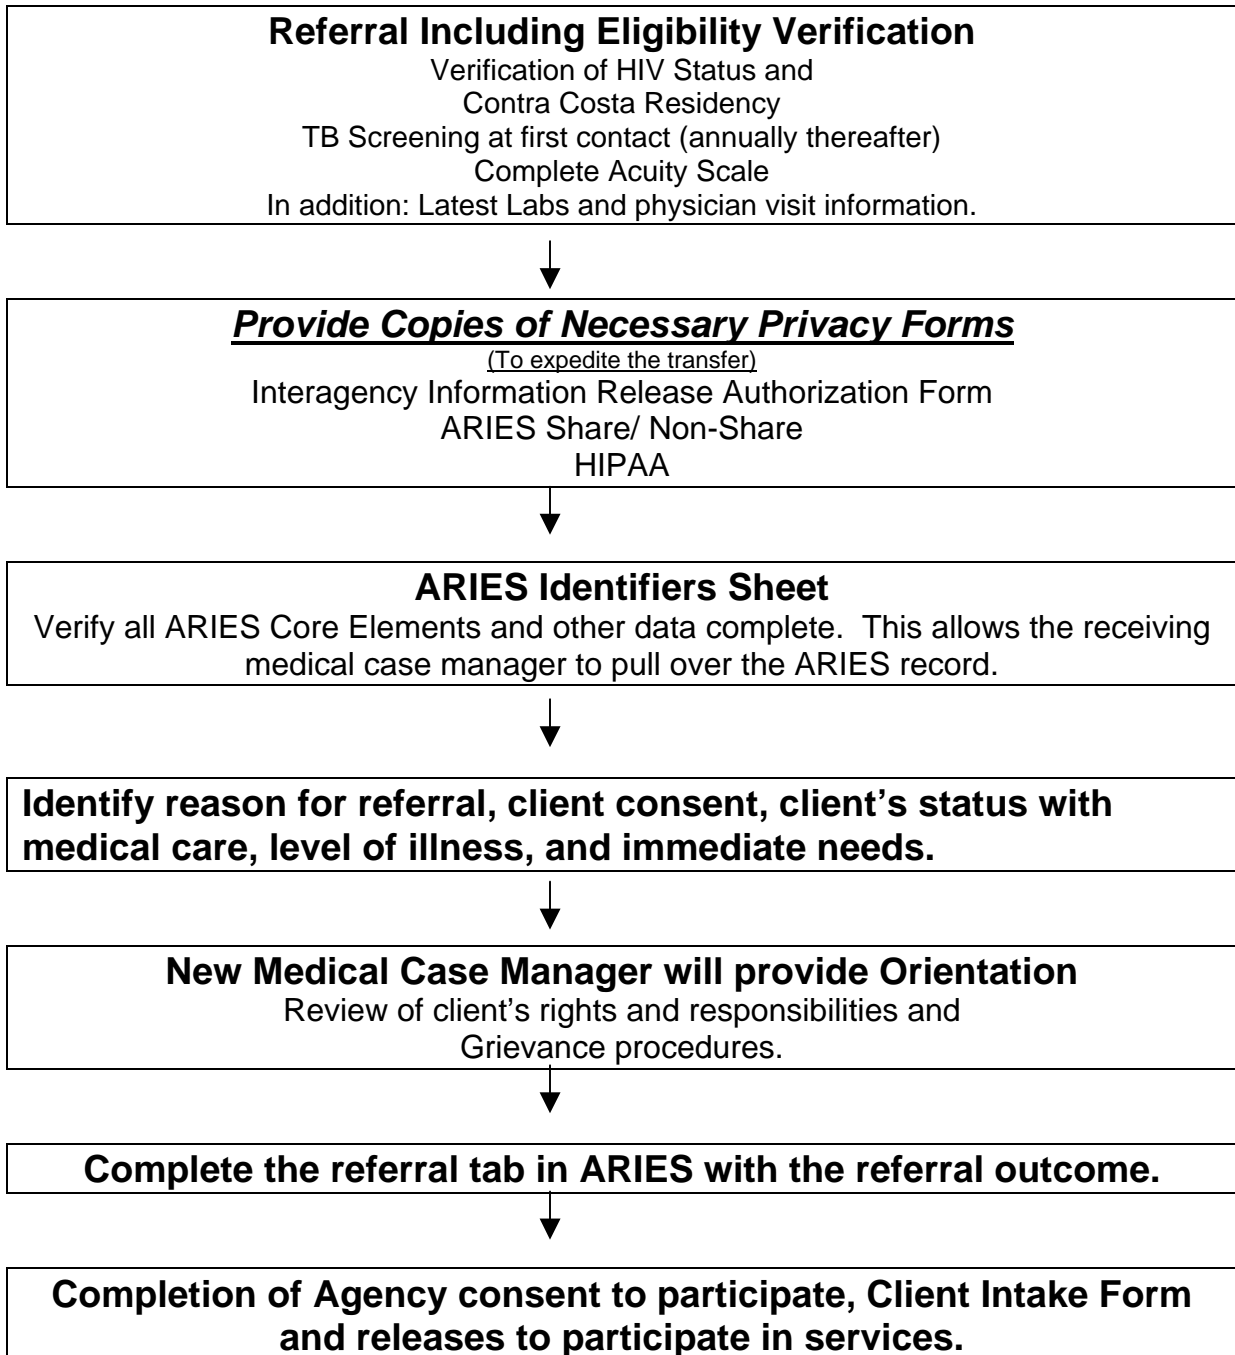 Referral Including Eligibility Verification
Verification of HIV Status and
Contra Costa Residency
TB Screening at first contact (annually thereafter)
Complete Acuity Scale
In addition: Latest Labs and physician visit information.
Provide Copies of Necessary Privacy Forms
(To expedite the transfer)
Interagency Information Release Authorization Form
ARIES Share/ Non-Share
HIPAA
ARIES Identifiers Sheet
Verify all ARIES Core Elements and other data complete.  This allows the receiving
medical case manager to pull over the ARIES record.
Identify reason for referral, client consent, client’s status with
medical care, level of illness, and immediate needs.
New Medical Case Manager will provide Orientation
Review of client’s rights and responsibilities and
Grievance procedures.
Complete the referral tab in ARIES with the referral outcome.
Completion of Agency consent to participate, Client Intake Form
and releases to participate in services.